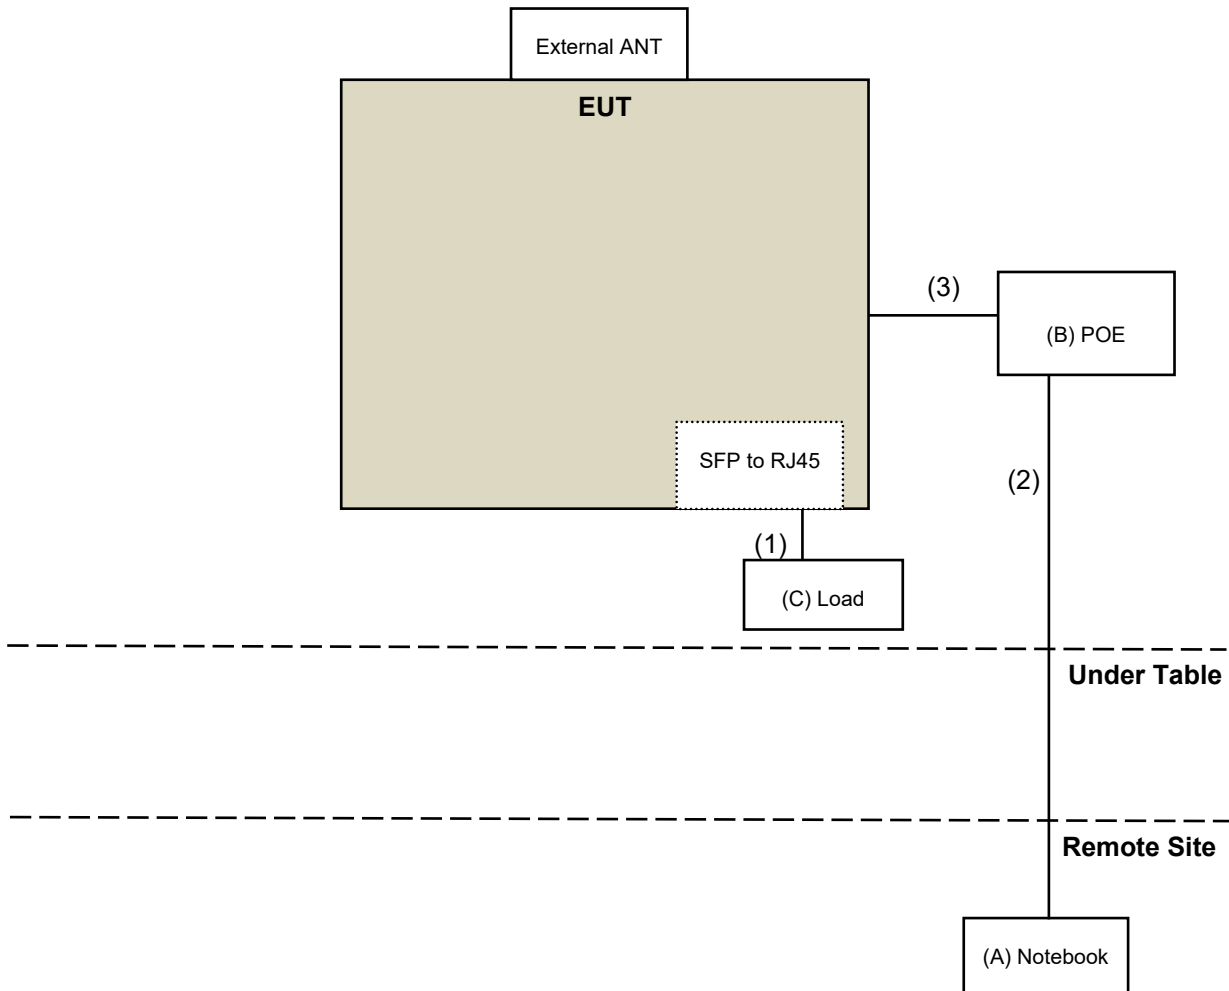 External ANT
EUT
(3)
(B) POE
SFP to RJ45
(2)
(1)
(C) Load
Under Table
Remote Site
(A) Notebook